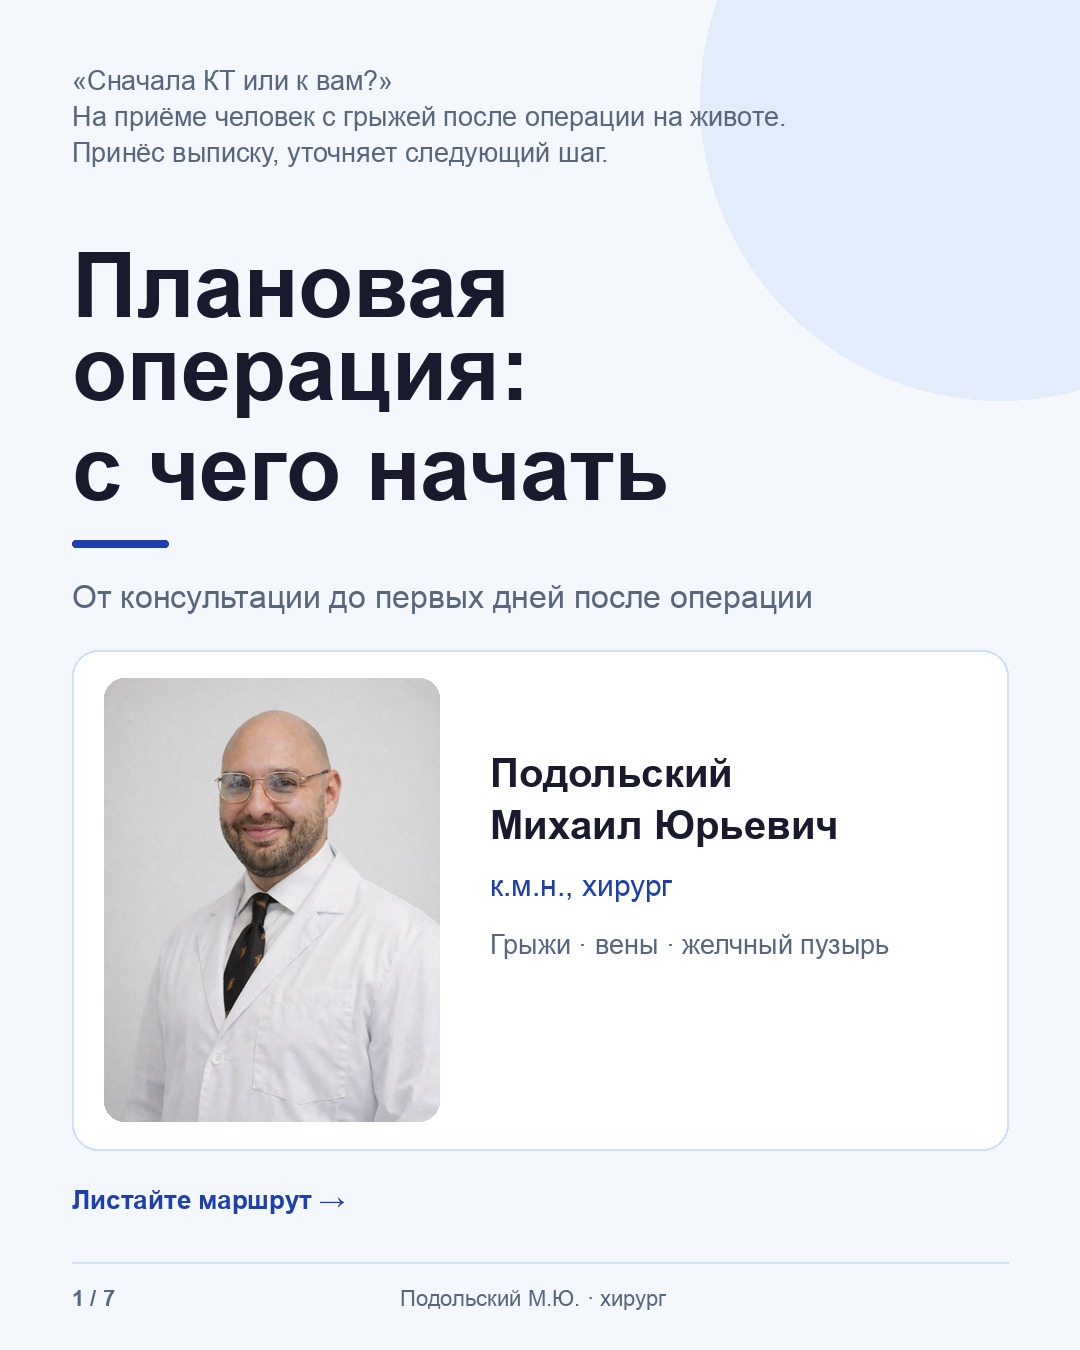 «Сначала КТ или к вам?»
На приёме человек с грыжей после операции на животе.
Принёс выписку, уточняет следующий шаг.
Плановая
операция:
с чего начать
От консультации до первых дней после операции
Подольский
Михаил Юрьевич
к.м.н., хирург
Грыжи · вены · желчный пузырь
Листайте маршрут →
1 / 7
Подольский М.Ю. · хирург